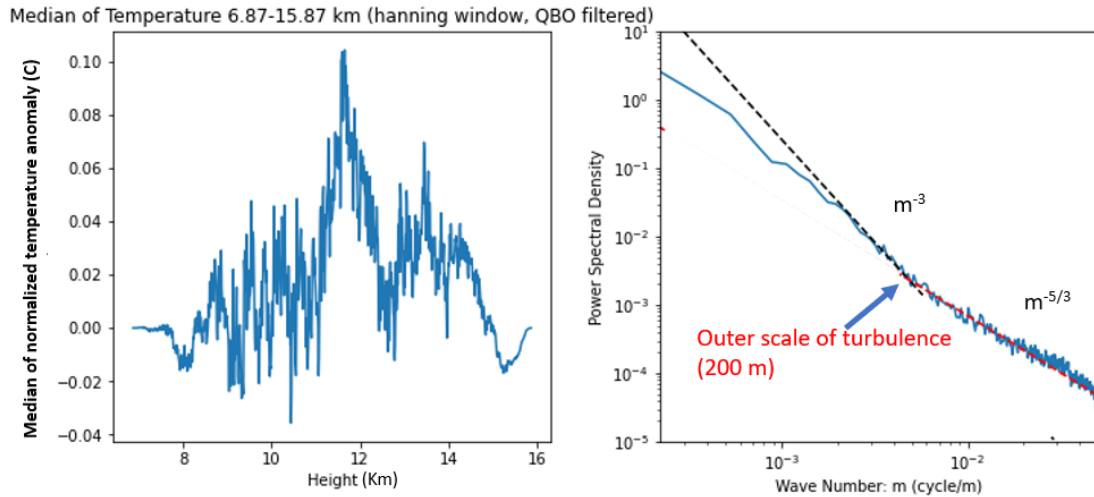 Median of Temperature 6.87-15.87 km (hanning window, QBO filtered)
Median of normalized temperature anomaly (C)
0.10
0.08
0.06
0.04
0.02
0.00
−0.02
−0.04
8
10
12
14
16
Height (Km)
Power Spectral Density
10¹
10⁰
10⁻¹
10⁻²
10⁻³
10⁻⁴
10⁻⁵
m⁻³
m⁻⁵/³
Outer scale of turbulence
(200 m)
10⁻³
10⁻²
Wave Number: m (cycle/m)